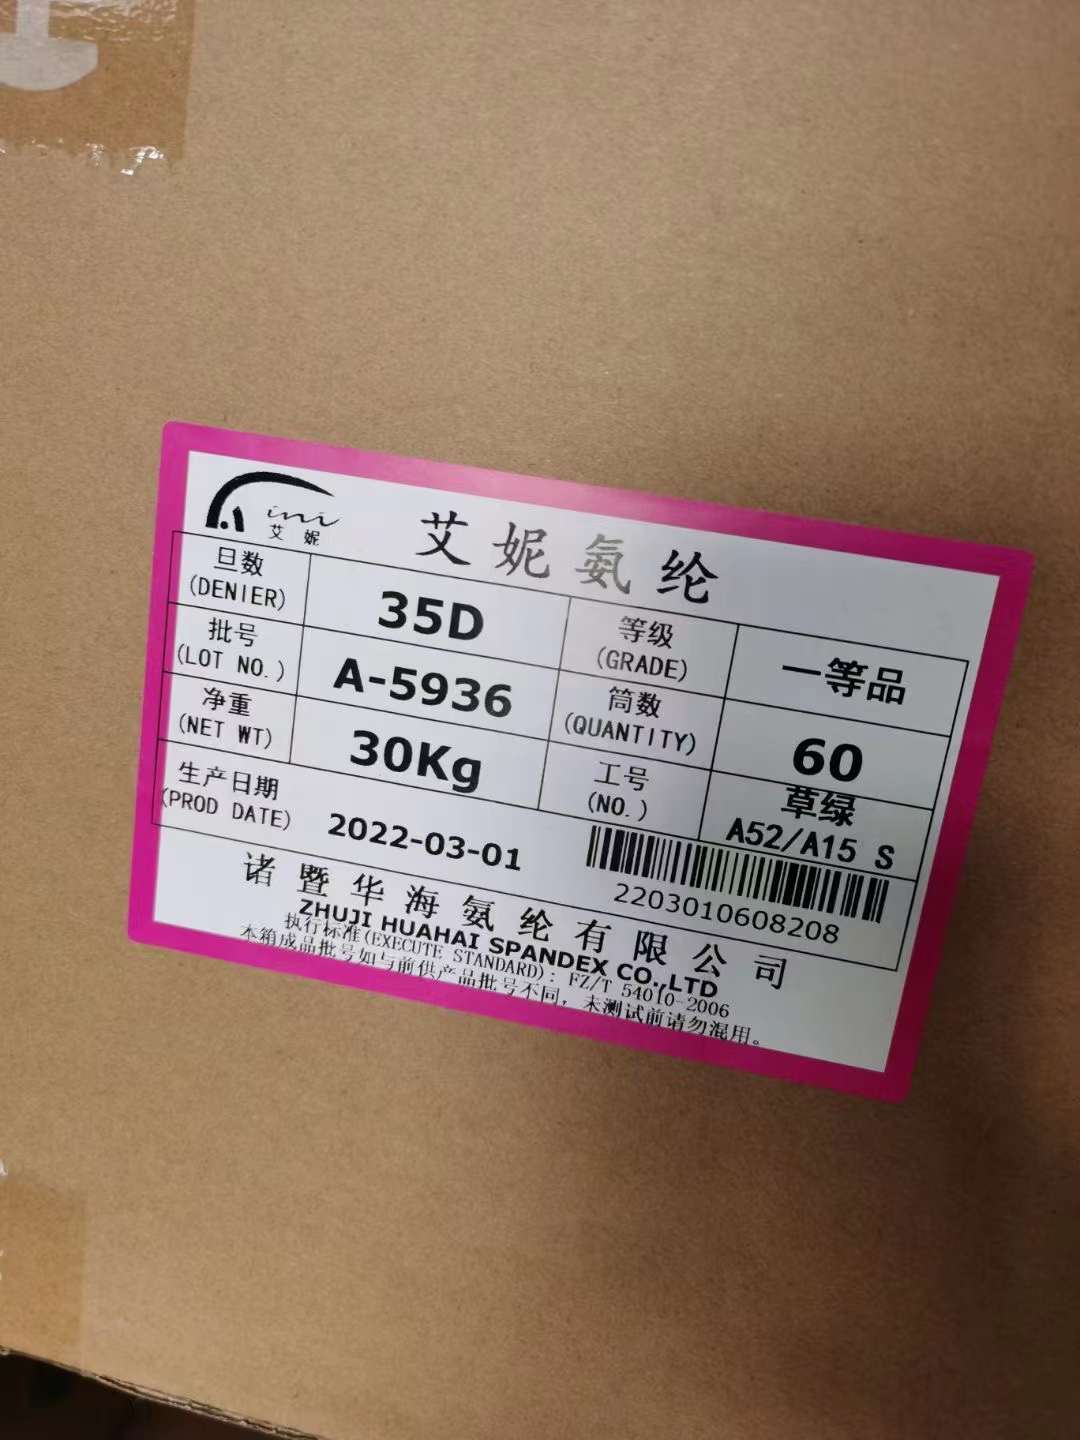 ini
艾妮
艾妮氨纶
旦数
(DENIER)
35D
等级
(GRADE)
一等品
批号
(LOT NO.)
A-5936
筒数
(QUANTITY)
60
净重
(NET WT)
30Kg
工号
(NO.)
草绿
A52/A15 S
生产日期
(PROD DATE)
2022-03-01
2203010608208
诸暨华海氨纶有限公司
ZHUJI HUAHAI SPANDEX CO.,LTD
执行标准(EXECUTE STANDARD): FZ/T 54010-2006
本箱成品批号如与前供产品批号不同，未测试前请勿混用。